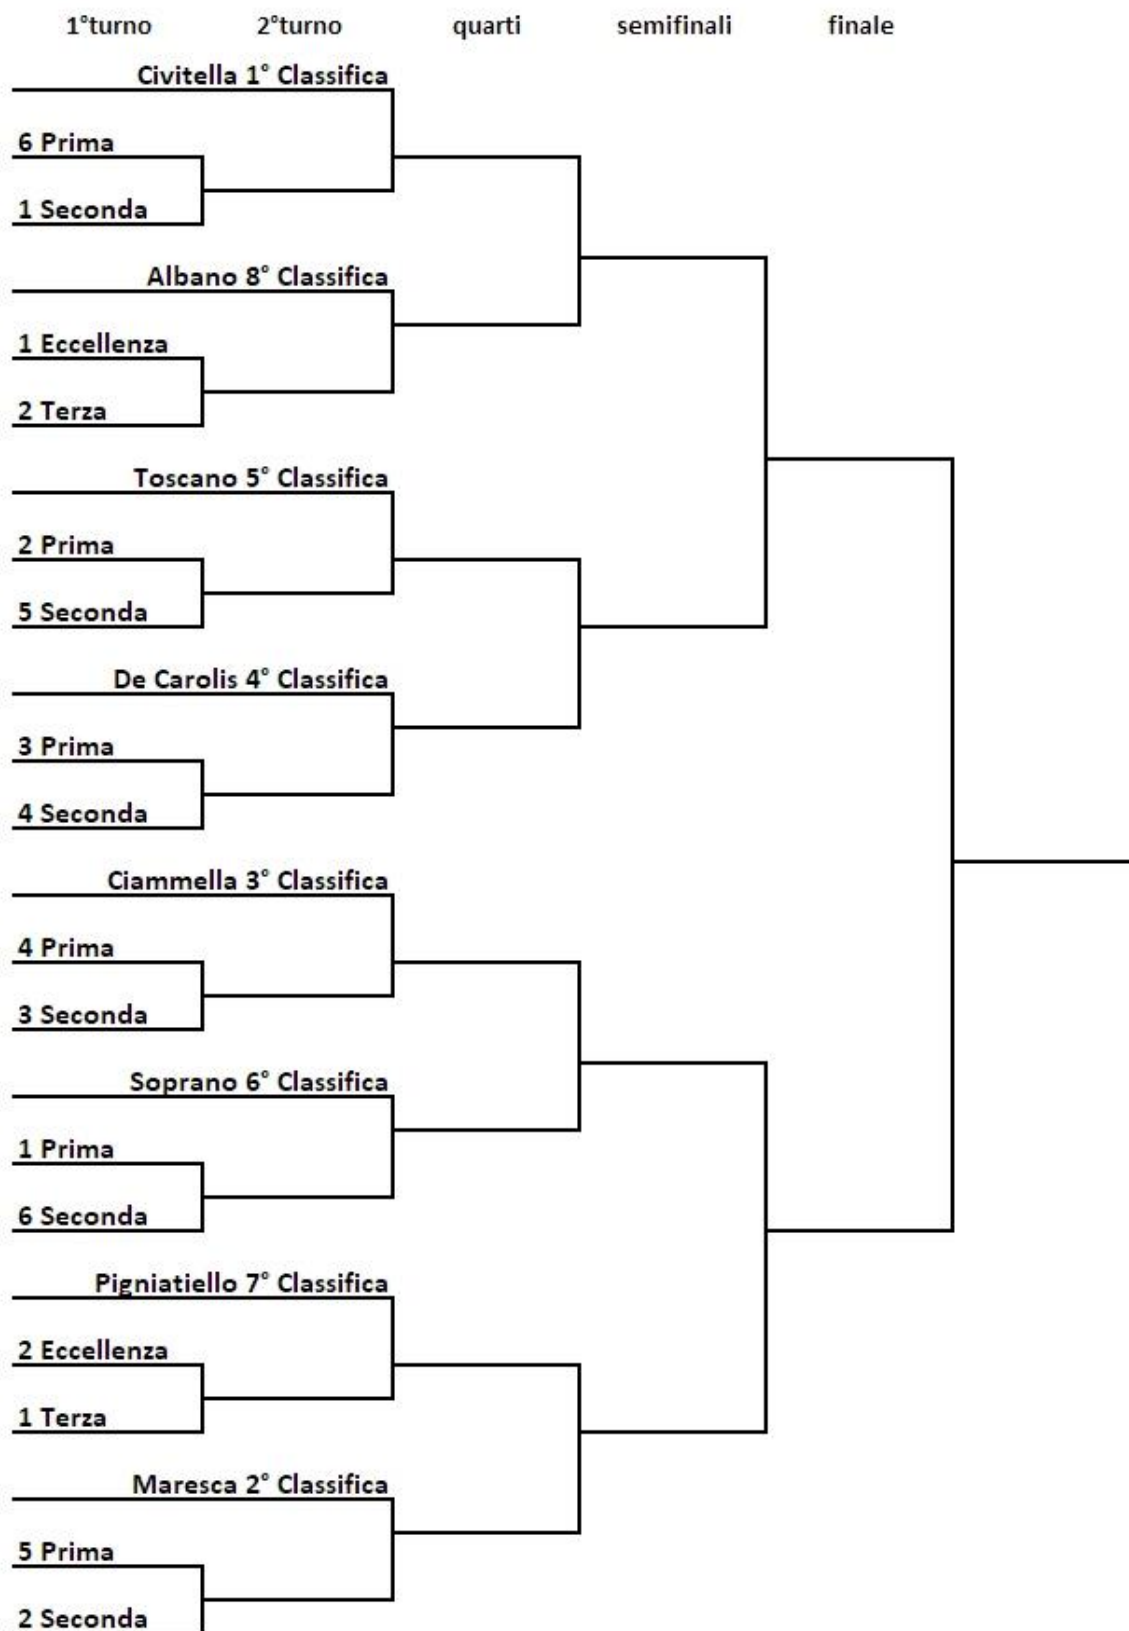 1°turno 2°turno quarti semifinali finale
Civitella 1° Classifica
6 Prima
1 Seconda
Albano 8° Classifica
1 Eccellenza
2 Terza
Toscano 5° Classifica
2 Prima
5 Seconda
De Carolis 4° Classifica
3 Prima
4 Seconda
Ciammella 3° Classifica
4 Prima
3 Seconda
Soprano 6° Classifica
1 Prima
6 Seconda
Pigniatiello 7° Classifica
2 Eccellenza
1 Terza
Maresca 2° Classifica
5 Prima
2 Seconda